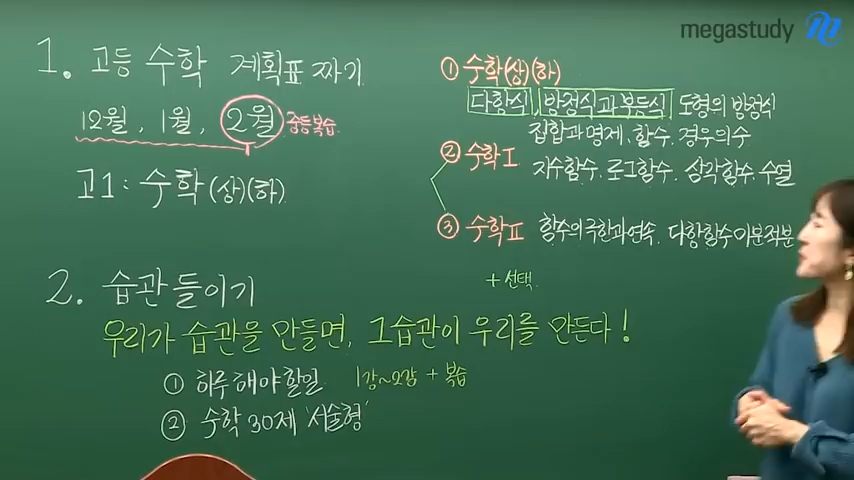 megastudy
1. 고등 수학 계획표 짜기
12월, 1월, 2월 중등복습
고1 : 수학(상)(하)
① 수학(상)(하)
다항식, 방정식과 부등식, 도형의 방정식
집합과 명제, 함수, 경우의 수
② 수학Ⅰ 지수함수, 로그함수, 삼각함수, 수열
③ 수학Ⅱ 함수의 극한과 연속, 다항함수 미분적분
+ 선택
2. 습관 들이기
우리가 습관을 만들면, 그 습관이 우리를 만든다!
① 하루 해야 할 일 1강~2강 + 복습
② 수학 30제 '서술형'